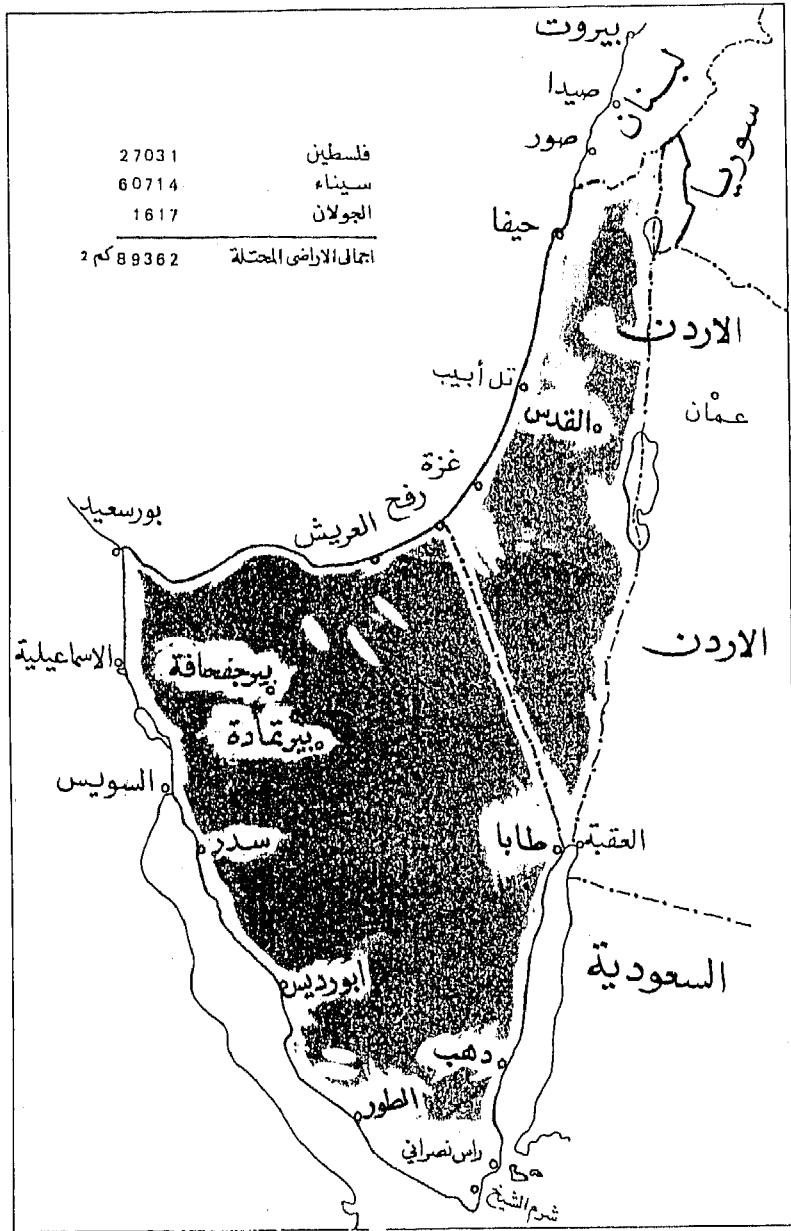 بيروت
لبنان
صيدا
سوريا
صور
فلسطين 27031
سيناء 60714
الجولان 1617
اجمالى الاراضى المحتلة 89362 كم2
حيفا
الاردن
تل أبيب
عمان
القدس
غزة
رفح
العريش
بورسعيد
الاردن
الاسماعيلية
بيرجفجافة
بيرتمادة
السويس
سدر
طابا
العقبة
السعودية
ابورديس
دهب
الطور
راس نصراني
شرم الشيخ